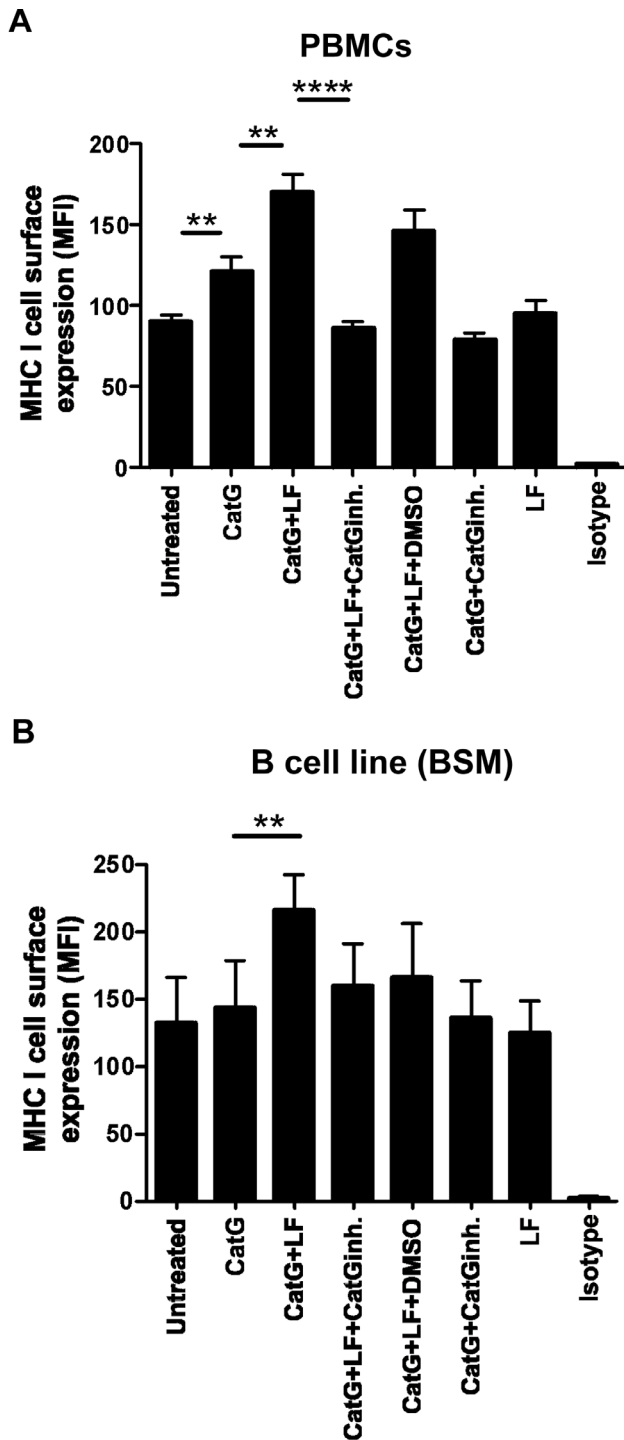 A
PBMCs
****
**
**
MHC I cell surface
expression (MFI)
200
150
100
50
0
Untreated
CatG
CatG+LF
CatG+LF+CatGinh.
CatG+LF+DMSO
CatG+CatGinh.
LF
Isotype
B
B cell line (BSM)
**
MHC I cell surface
expression (MFI)
250
200
150
100
50
0
Untreated
CatG
CatG+LF
CatG+LF+CatGinh.
CatG+LF+DMSO
CatG+CatGinh.
LF
Isotype